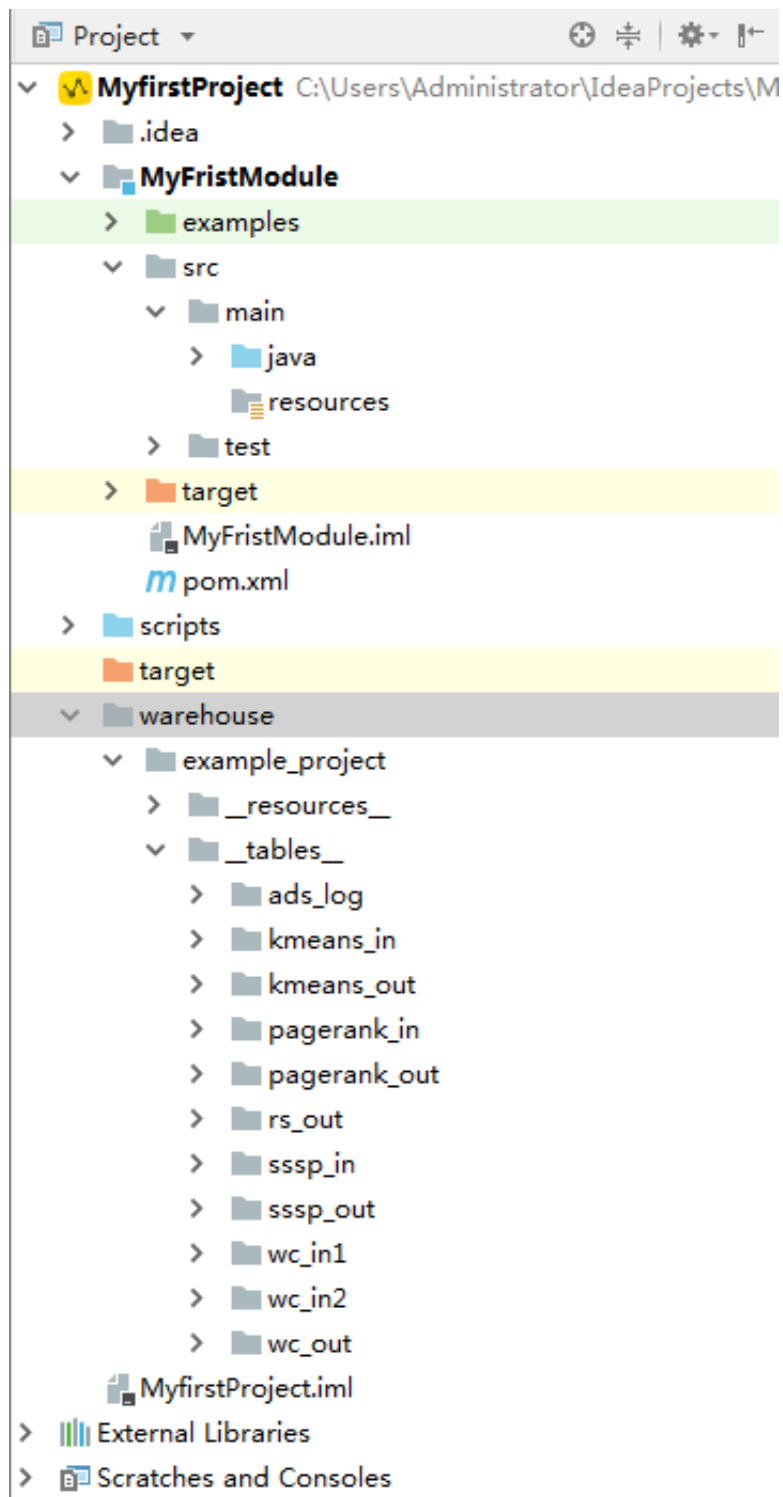 Project
MyfirstProject C:\Users\Administrator\IdeaProjects\M
.idea
MyFristModule
examples
src
main
java
resources
test
target
MyFristModule.iml
pom.xml
scripts
target
warehouse
example_project
__resources__
__tables__
ads_log
kmeans_in
kmeans_out
pagerank_in
pagerank_out
rs_out
sssp_in
sssp_out
wc_in1
wc_in2
wc_out
MyfirstProject.iml
External Libraries
Scratches and Consoles